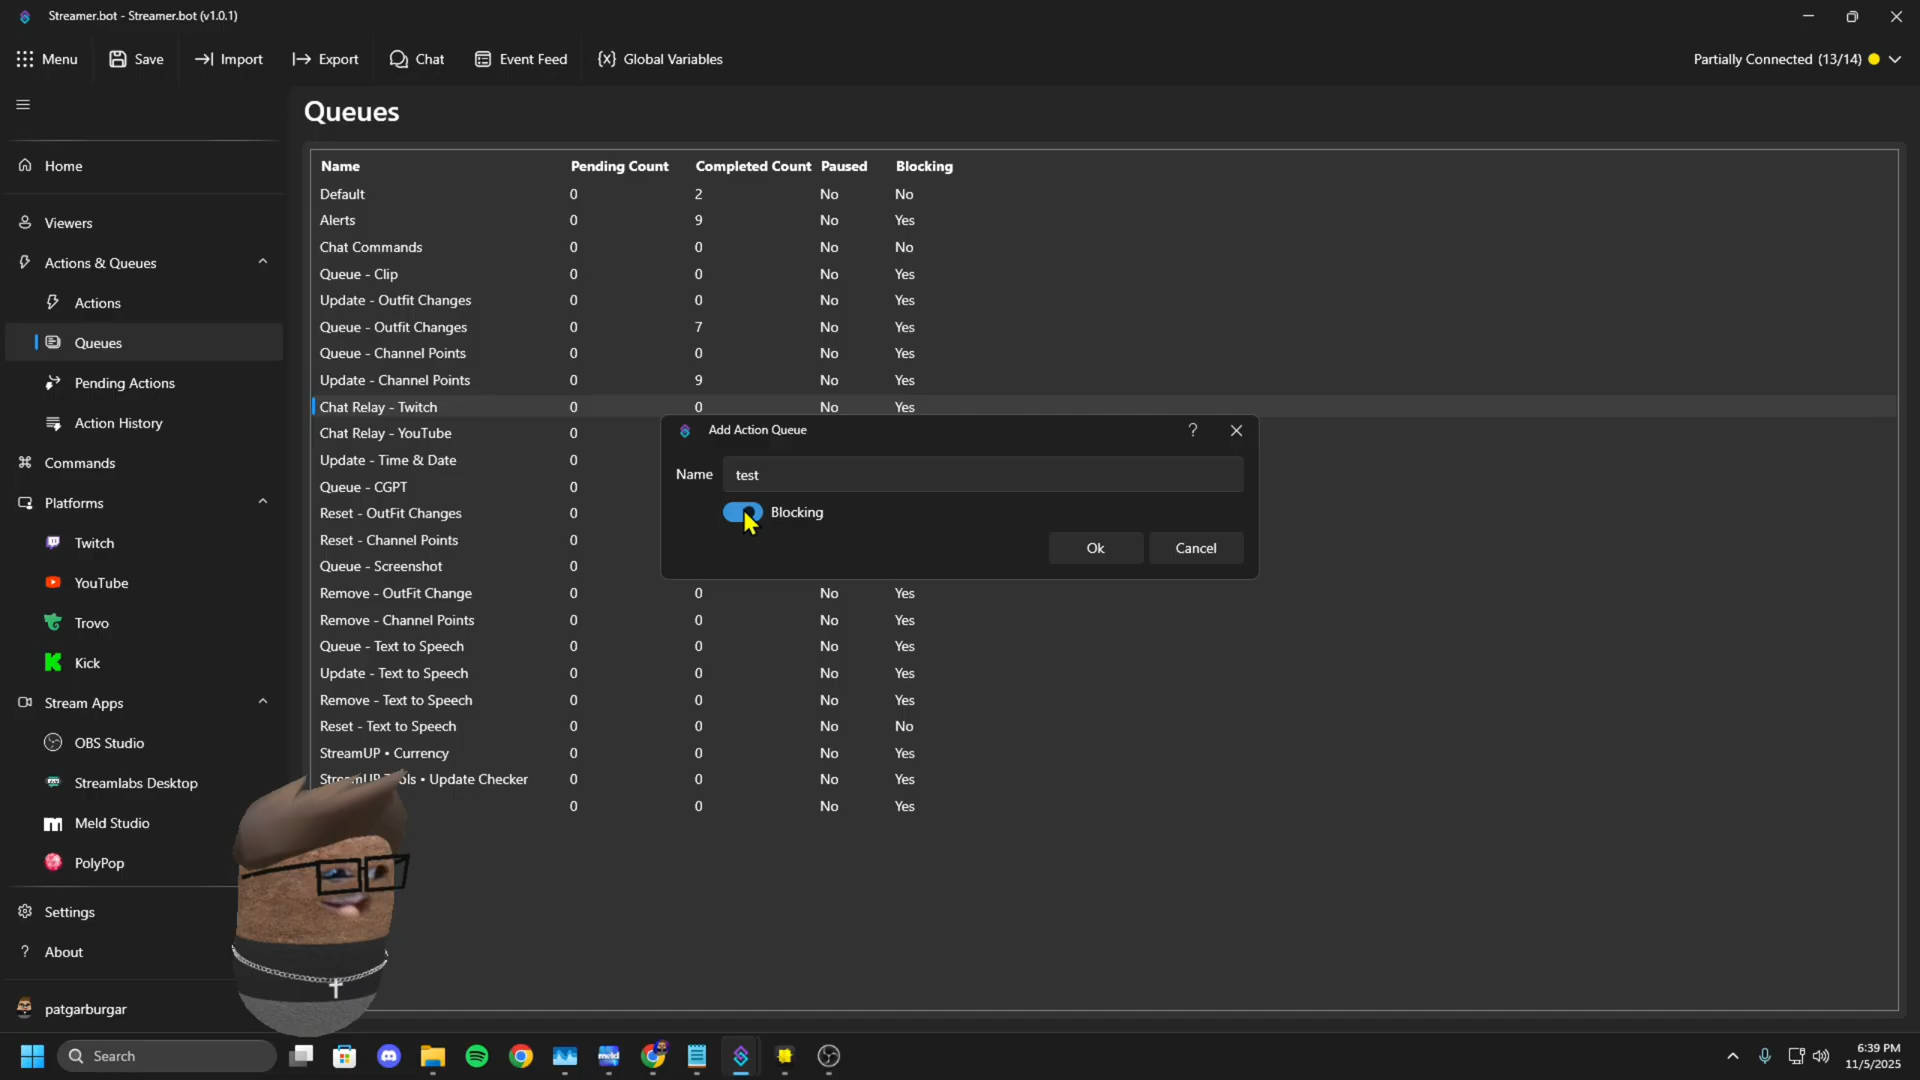 Streamer.bot - Streamer.bot (v1.0.1)
Menu
Save
Import
Export
Chat
Event Feed
Global Variables
Partially Connected (13/14)
Home
Viewers
Actions & Queues
Actions
Queues
Pending Actions
Action History
Commands
Platforms
Twitch
YouTube
Trovo
Kick
Stream Apps
OBS Studio
Streamlabs Desktop
Meld Studio
PolyPop
Settings
? About
patgarburgar
Queues
Name Pending Count Completed Count Paused Blocking
Default 0 2 No No
Alerts 0 9 No Yes
Chat Commands 0 0 No No
Queue - Clip 0 0 No Yes
Update - Outfit Changes 0 0 No Yes
Queue - Outfit Changes 0 7 No Yes
Queue - Channel Points 0 0 No Yes
Update - Channel Points 0 9 No Yes
Chat Relay - Twitch 0 0 No Yes
Chat Relay - YouTube 0
Update - Time & Date 0
Queue - CGPT 0
Reset - OutFit Changes 0
Reset - Channel Points 0
Queue - Screenshot 0
Remove - OutFit Change 0 0 No Yes
Remove - Channel Points 0 0 No Yes
Queue - Text to Speech 0 0 No Yes
Update - Text to Speech 0 0 No Yes
Remove - Text to Speech 0 0 No Yes
Reset - Text to Speech 0 0 No No
StreamUP • Currency 0 0 No Yes
• Update Checker 0 0 No Yes
0 0 No Yes
Add Action Queue ?
Name test
Blocking
Ok Cancel
Search
meld
6:39 PM
11/5/2025